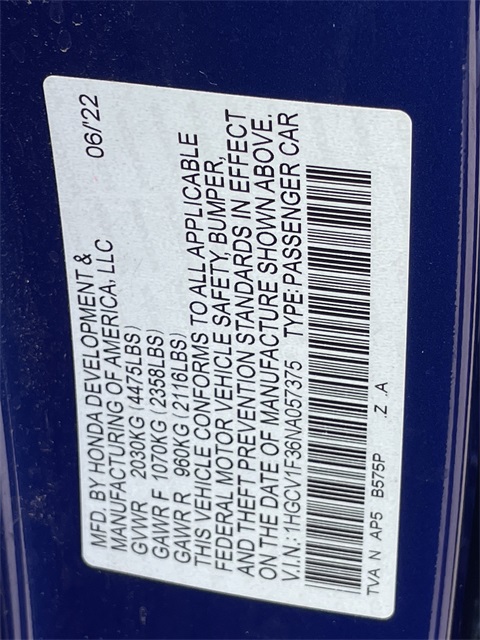 06/'22
MFD. BY HONDA DEVELOPMENT &
MANUFACTURING OF AMERICA, LLC
GVWR 2030KG (4475LBS)
GAWR F 1070KG (2358LBS)
GAWR R 960KG (2116LBS)
THIS VEHICLE CONFORMS TO ALL APPLICABLE
FEDERAL MOTOR VEHICLE SAFETY, BUMPER,
AND THEFT PREVENTION STANDARDS IN EFFECT
ON THE DATE OF MANUFACTURE SHOWN ABOVE.
V.I.N.: 1HGCV1F36NA057375 TYPE: PASSENGER CAR
TVA N AP5 B575P .Z .A